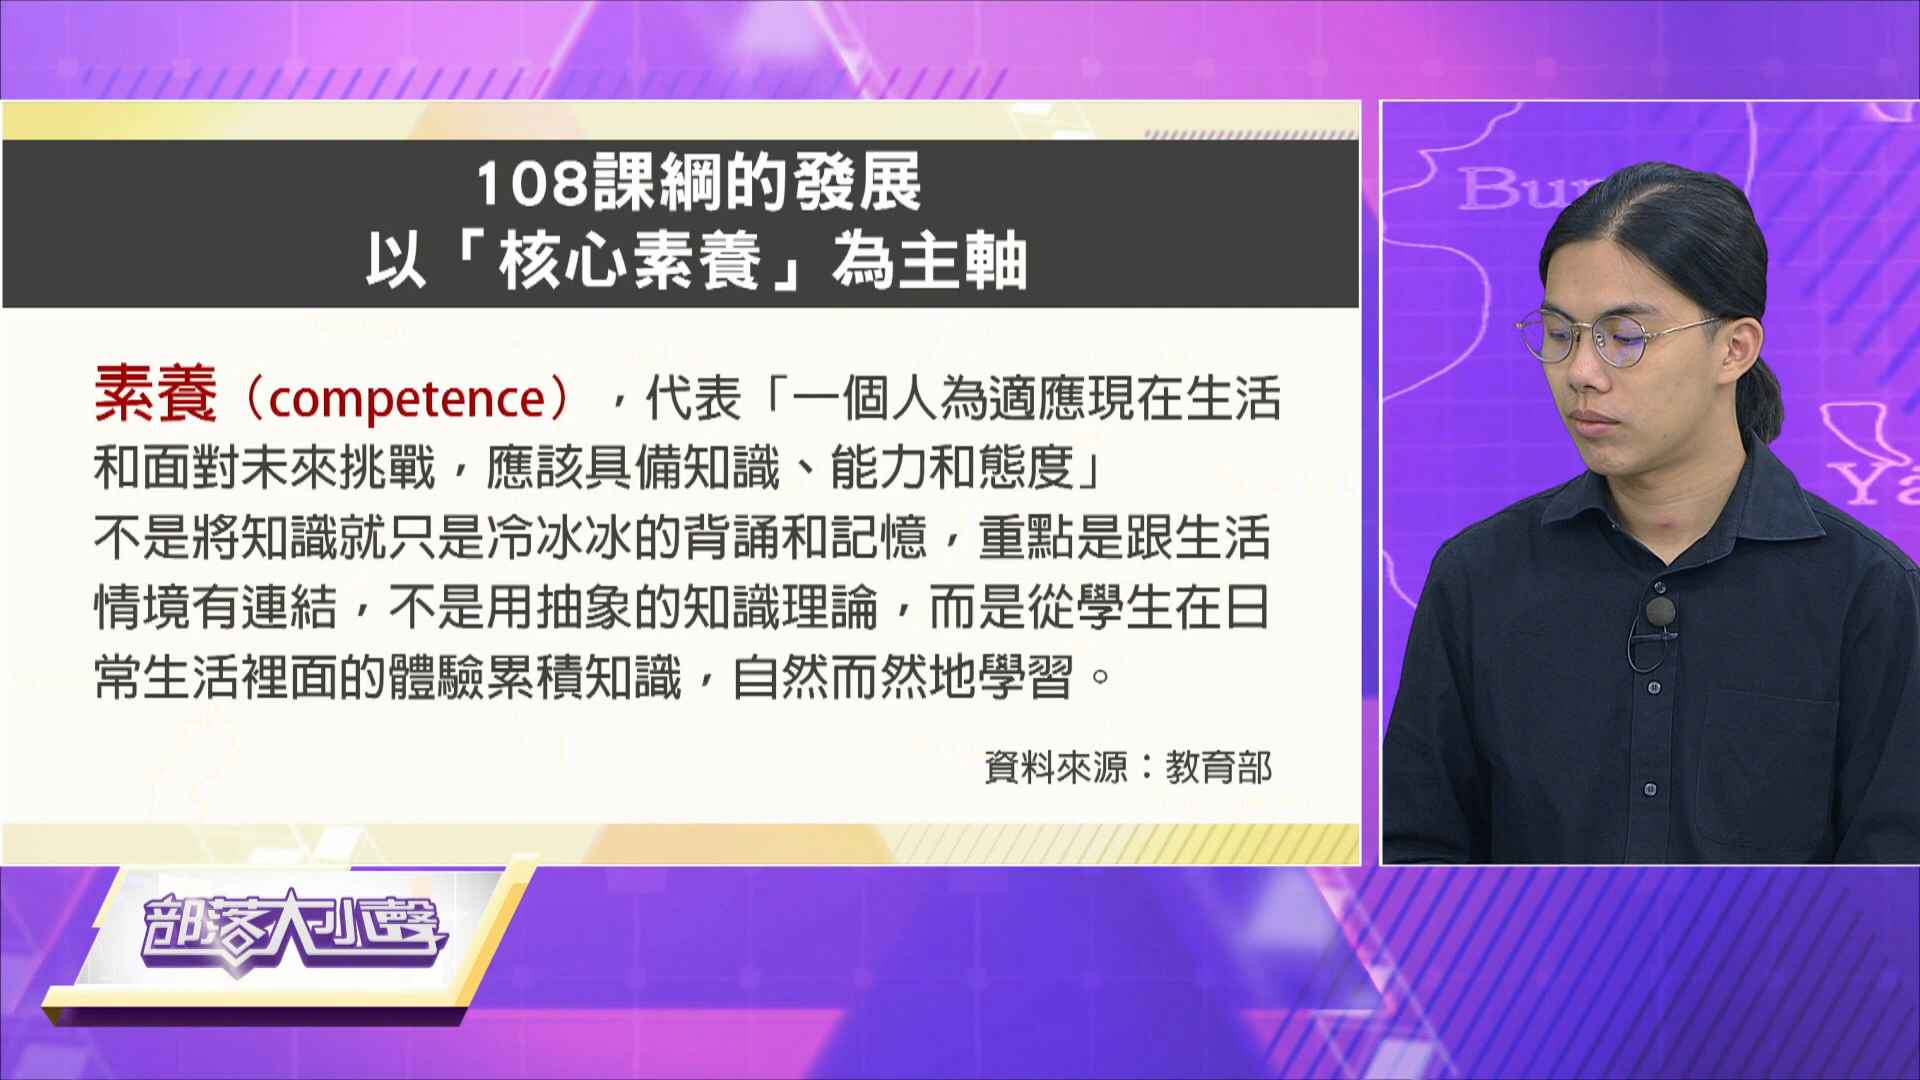 108課綱的發展
以「核心素養」為主軸
素養（competence），代表「一個人為適應現在生活
和面對未來挑戰，應該具備知識、能力和態度」
不是將知識就只是冷冰冰的背誦和記憶，重點是跟生活
情境有連結，不是用抽象的知識理論，而是從學生在日
常生活裡面的體驗累積知識，自然而然地學習。
資料來源：教育部
部落大小聲